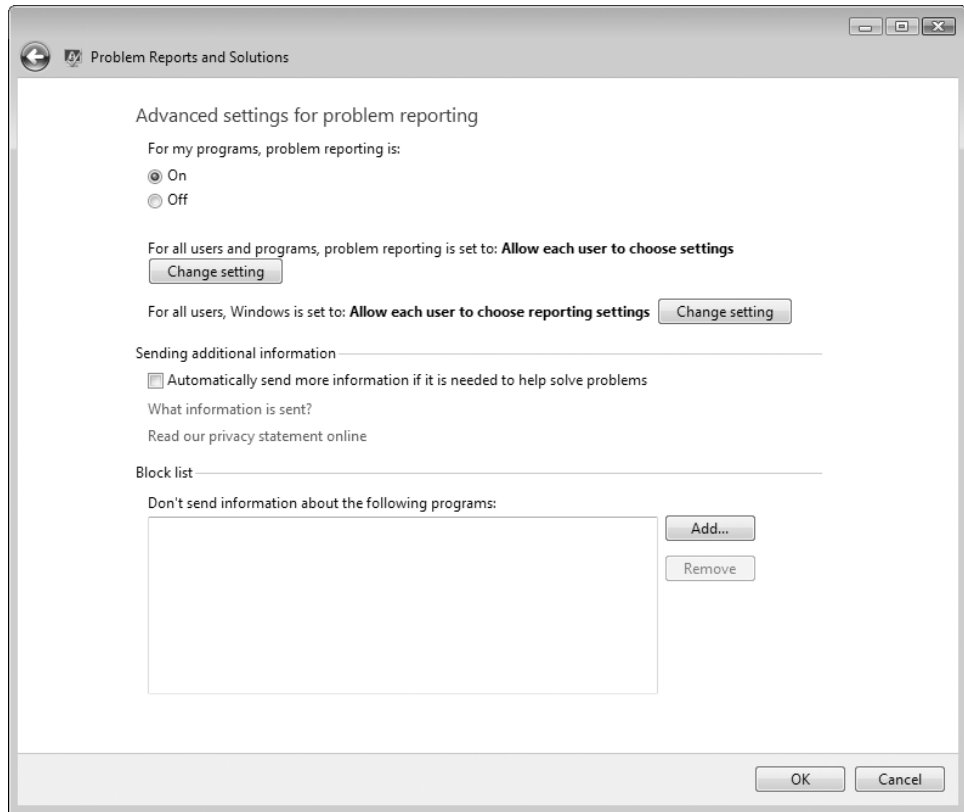 Problem Reports and Solutions
Advanced settings for problem reporting
For my programs, problem reporting is:
On
Off
For all users and programs, problem reporting is set to: Allow each user to choose settings
Change setting
For all users, Windows is set to: Allow each user to choose reporting settings Change setting
Sending additional information
Automatically send more information if it is needed to help solve problems
What information is sent?
Read our privacy statement online
Block list
Don't send information about the following programs:
Add...
Remove
OK Cancel